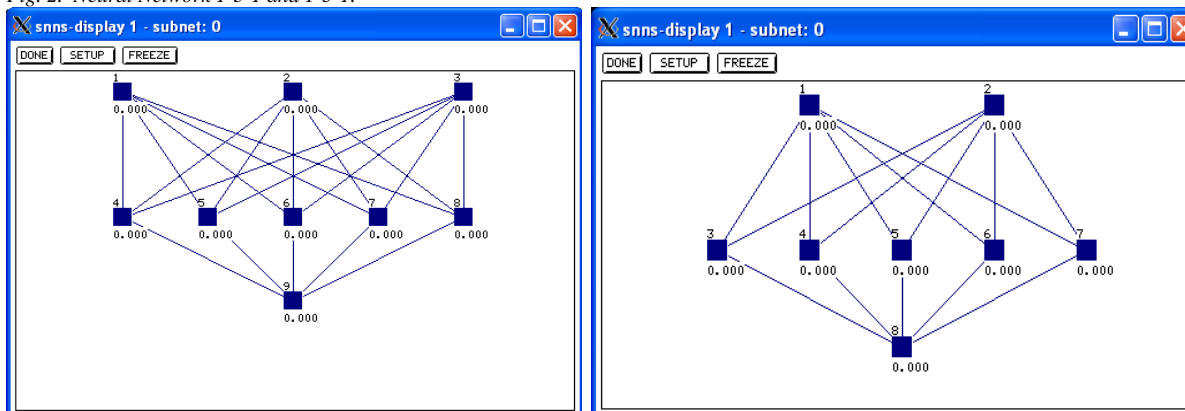 Fig. 2. Neural Network 1-3-1 and 1-5-1.
snns-display 1 - subnet: 0
DONE SETUP FREEZE
1 2 3
0.000 0.000 0.000
4 5 6 7 8
0.000 0.000 0.000 0.000 0.000
9
0.000
snns-display 1 - subnet: 0
DONE SETUP FREEZE
1 2
0.000 0.000
3 4 5 6 7
0.000 0.000 0.000 0.000 0.000
8
0.000